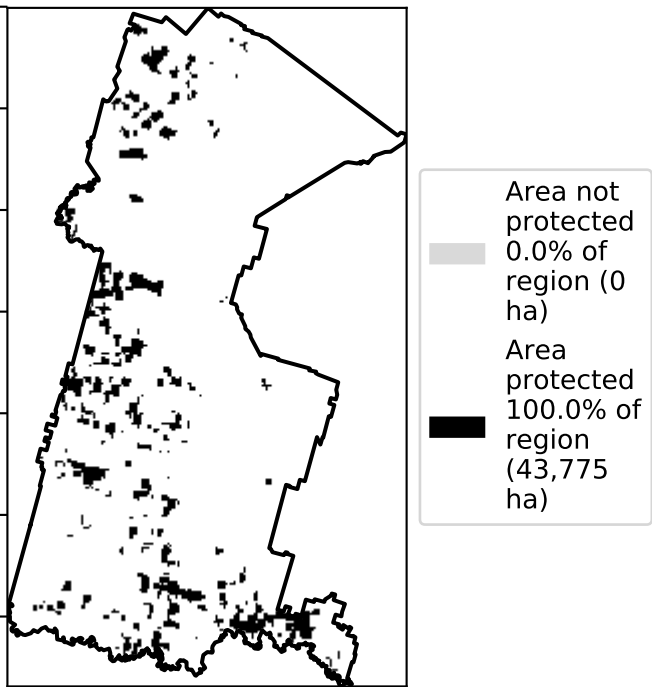 Area not
protected
0.0% of
region (0
ha)
Area
protected
100.0% of
region
(43,775
ha)